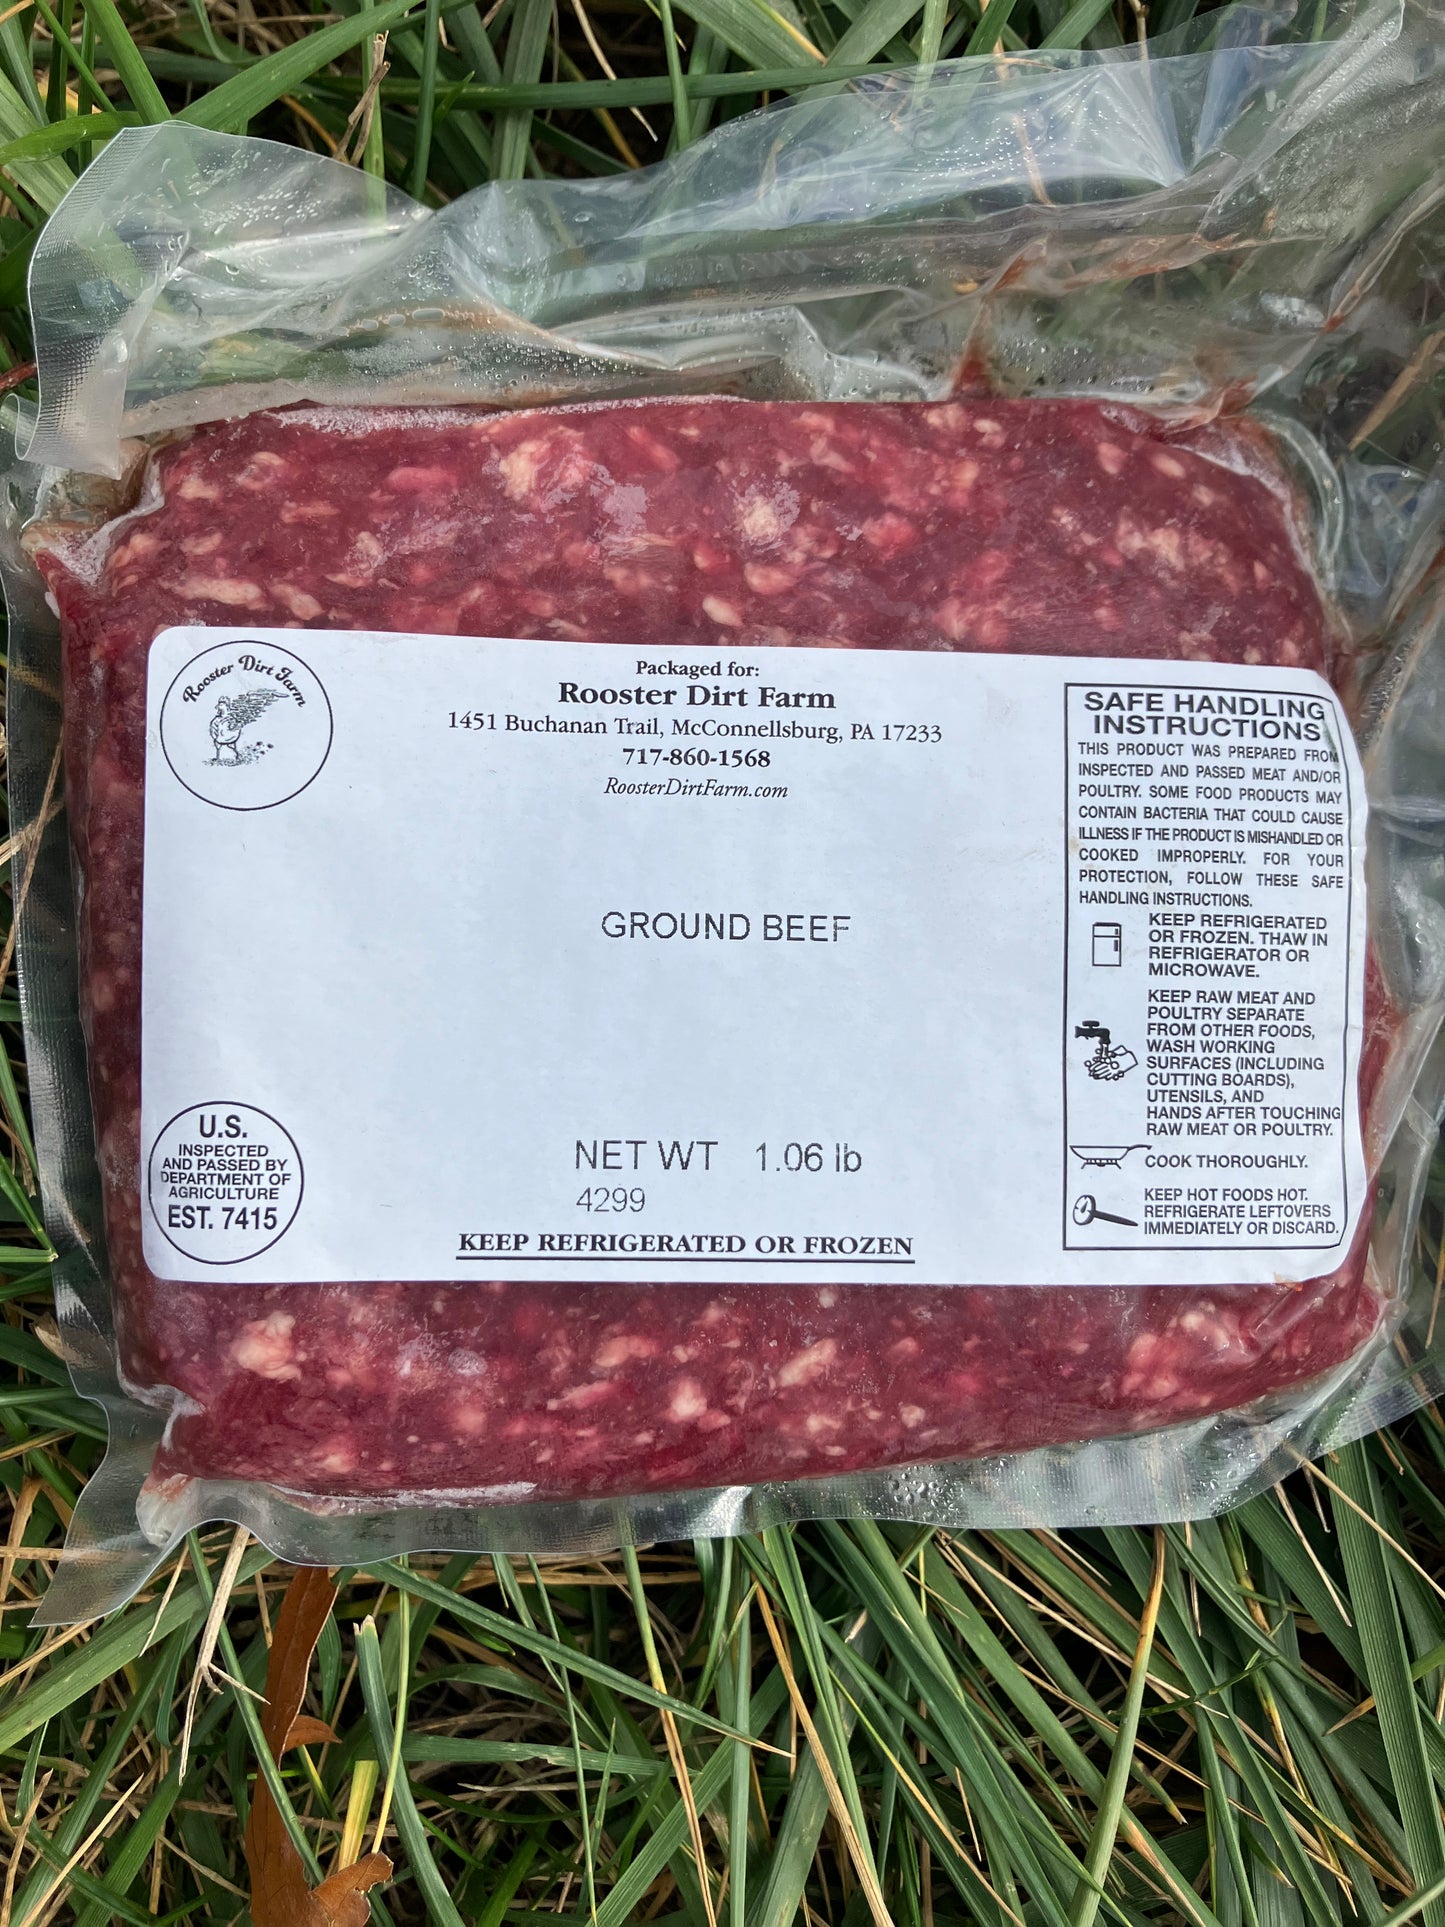 Rooster Dirt Farm
Packaged for:
Rooster Dirt Farm
1451 Buchanan Trail, McConnellsburg, PA 17233
717-860-1568
RoosterDirtFarm.com
GROUND BEEF
NET WT 1.06 lb
4299
KEEP REFRIGERATED OR FROZEN
U.S.
INSPECTED
AND PASSED BY
DEPARTMENT OF
AGRICULTURE
EST. 7415
SAFE HANDLING
INSTRUCTIONS
THIS PRODUCT WAS PREPARED FROM
INSPECTED AND PASSED MEAT AND/OR
POULTRY. SOME FOOD PRODUCTS MAY
CONTAIN BACTERIA THAT COULD CAUSE
ILLNESS IF THE PRODUCT IS MISHANDLED OR
COOKED IMPROPERLY. FOR YOUR
PROTECTION, FOLLOW THESE SAFE
HANDLING INSTRUCTIONS.
KEEP REFRIGERATED
OR FROZEN. THAW IN
REFRIGERATOR OR
MICROWAVE.
KEEP RAW MEAT AND
POULTRY SEPARATE
FROM OTHER FOODS,
WASH WORKING
SURFACES (INCLUDING
CUTTING BOARDS),
UTENSILS, AND
HANDS AFTER TOUCHING
RAW MEAT OR POULTRY.
COOK THOROUGHLY.
KEEP HOT FOODS HOT.
REFRIGERATE LEFTOVERS
IMMEDIATELY OR DISCARD.